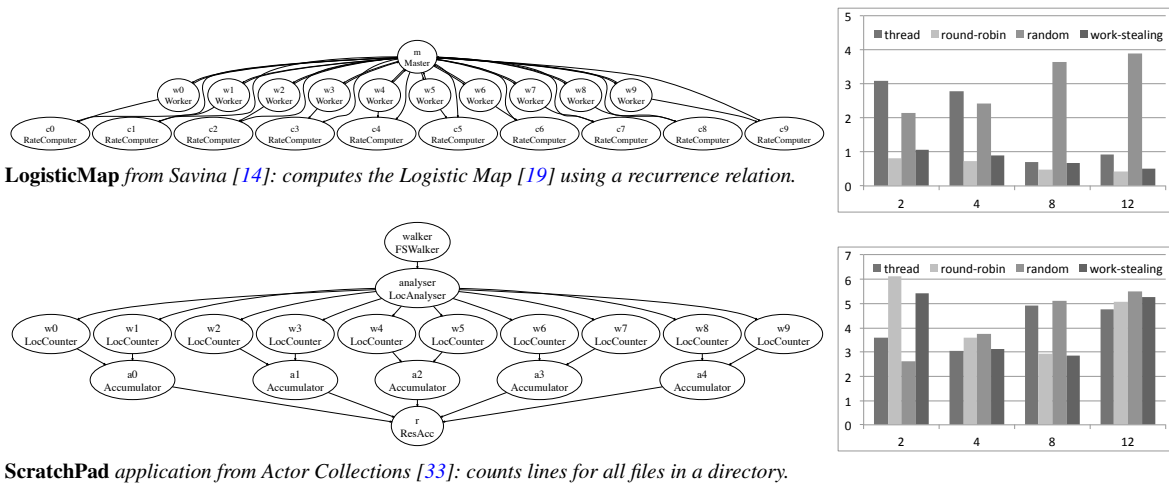 m
Master
w0 w1 w2 w3 w4 w5 w6 w7 w8 w9
Worker Worker Worker Worker Worker Worker Worker Worker Worker Worker
c0 c1 c2 c3 c4 c5 c6 c7 c8 c9
RateComputer RateComputer RateComputer RateComputer RateComputer RateComputer RateComputer RateComputer RateComputer RateComputer
LogisticMap from Savina [14]: computes the Logistic Map [19] using a recurrence relation.
5
4
3
2
1
0
thread round-robin random work-stealing
2 4 8 12
walker
FSWalker
analyser
LocAnalyser
w0 w1 w2 w3 w4 w5 w6 w7 w8 w9
LocCounter LocCounter LocCounter LocCounter LocCounter LocCounter LocCounter LocCounter LocCounter LocCounter
a0 a1 a2 a3 a4
Accumulator Accumulator Accumulator Accumulator Accumulator
r
ResAcc
ScratchPad application from Actor Collections [33]: counts lines for all files in a directory.
7
6
5
4
3
2
1
0
thread round-robin random work-stealing
2 4 8 12